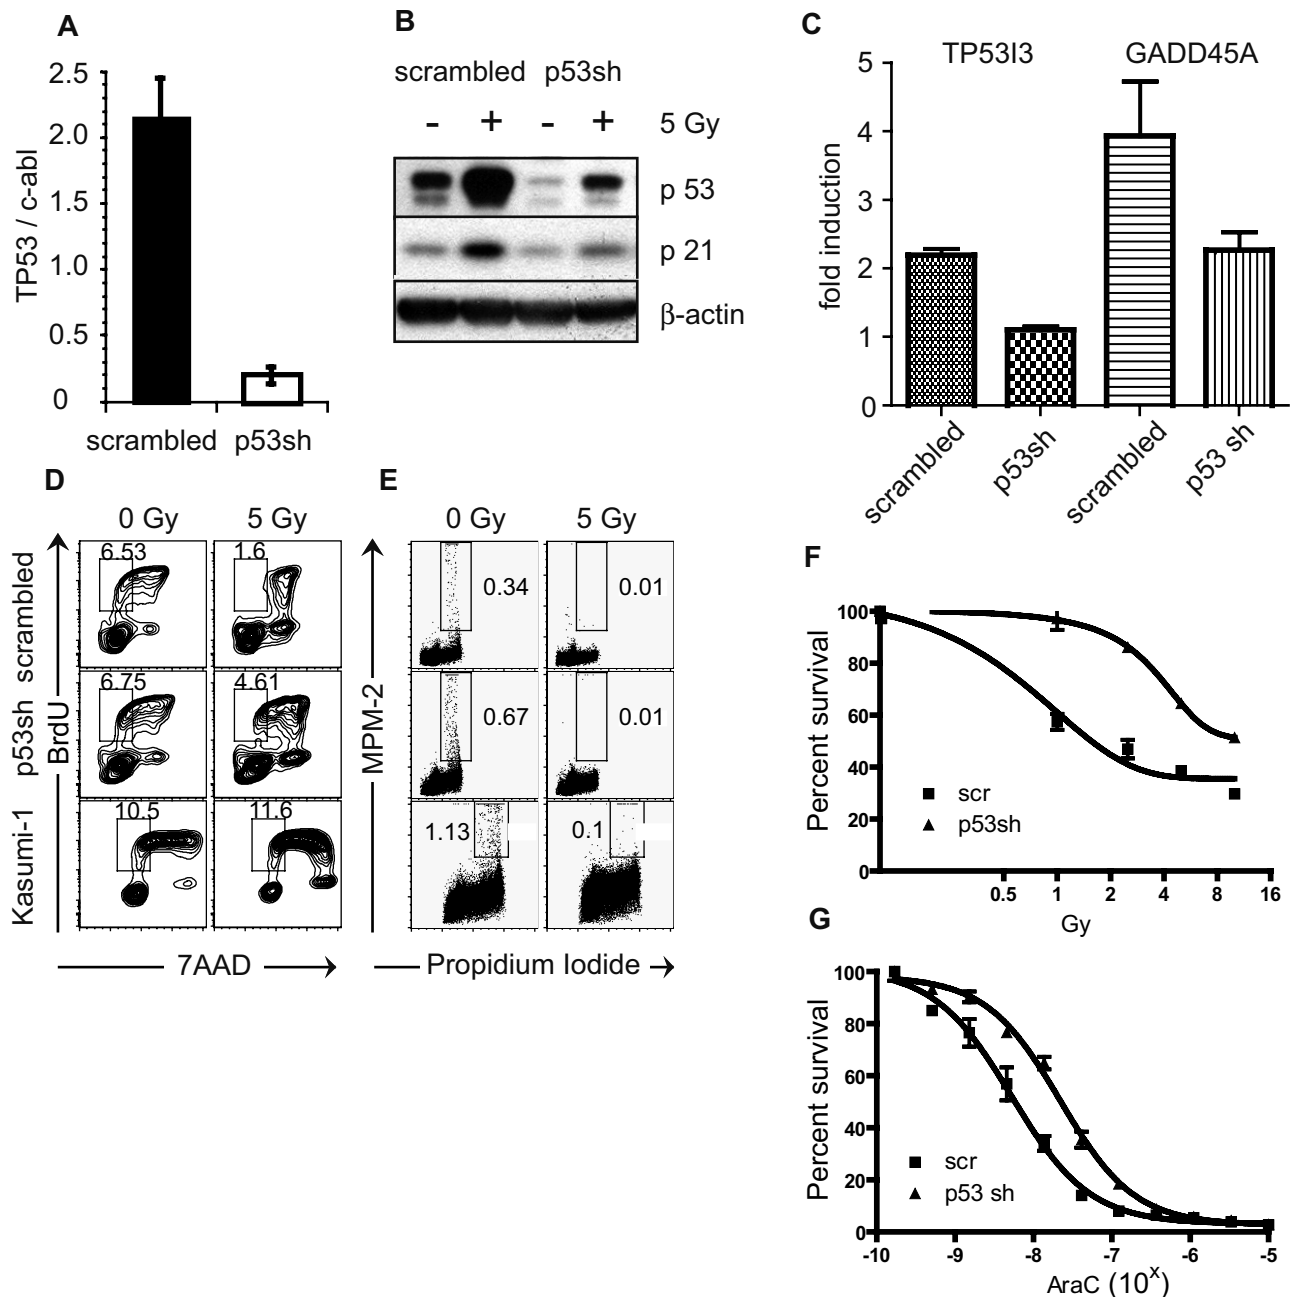 A
2.5
2.0
1.5
1.0
0.5
0
TP53 / c-abl
scrambled p53sh
B
scrambled p53sh
- + - + 5 Gy
p 53
p 21
β-actin
C
TP53I3 GADD45A
5
4
3
2
1
0
fold induction
scrambled
p53sh
scrambled
p53 sh
D
0 Gy 5 Gy
scrambled
p53sh
Kasumi-1
BrdU
6.53 1.6
6.75 4.61
10.5 11.6
7AAD
E
0 Gy 5 Gy
MPM-2
0.34 0.01
0.67 0.01
1.13 0.1
Propidium Iodide
F
100
80
60
40
20
0
Percent survival
scr
p53sh
0.5 1 2 4 8 16
Gy
G
100
80
60
40
20
0
Percent survival
scr
p53 sh
-10 -9 -8 -7 -6 -5
AraC (10^x)